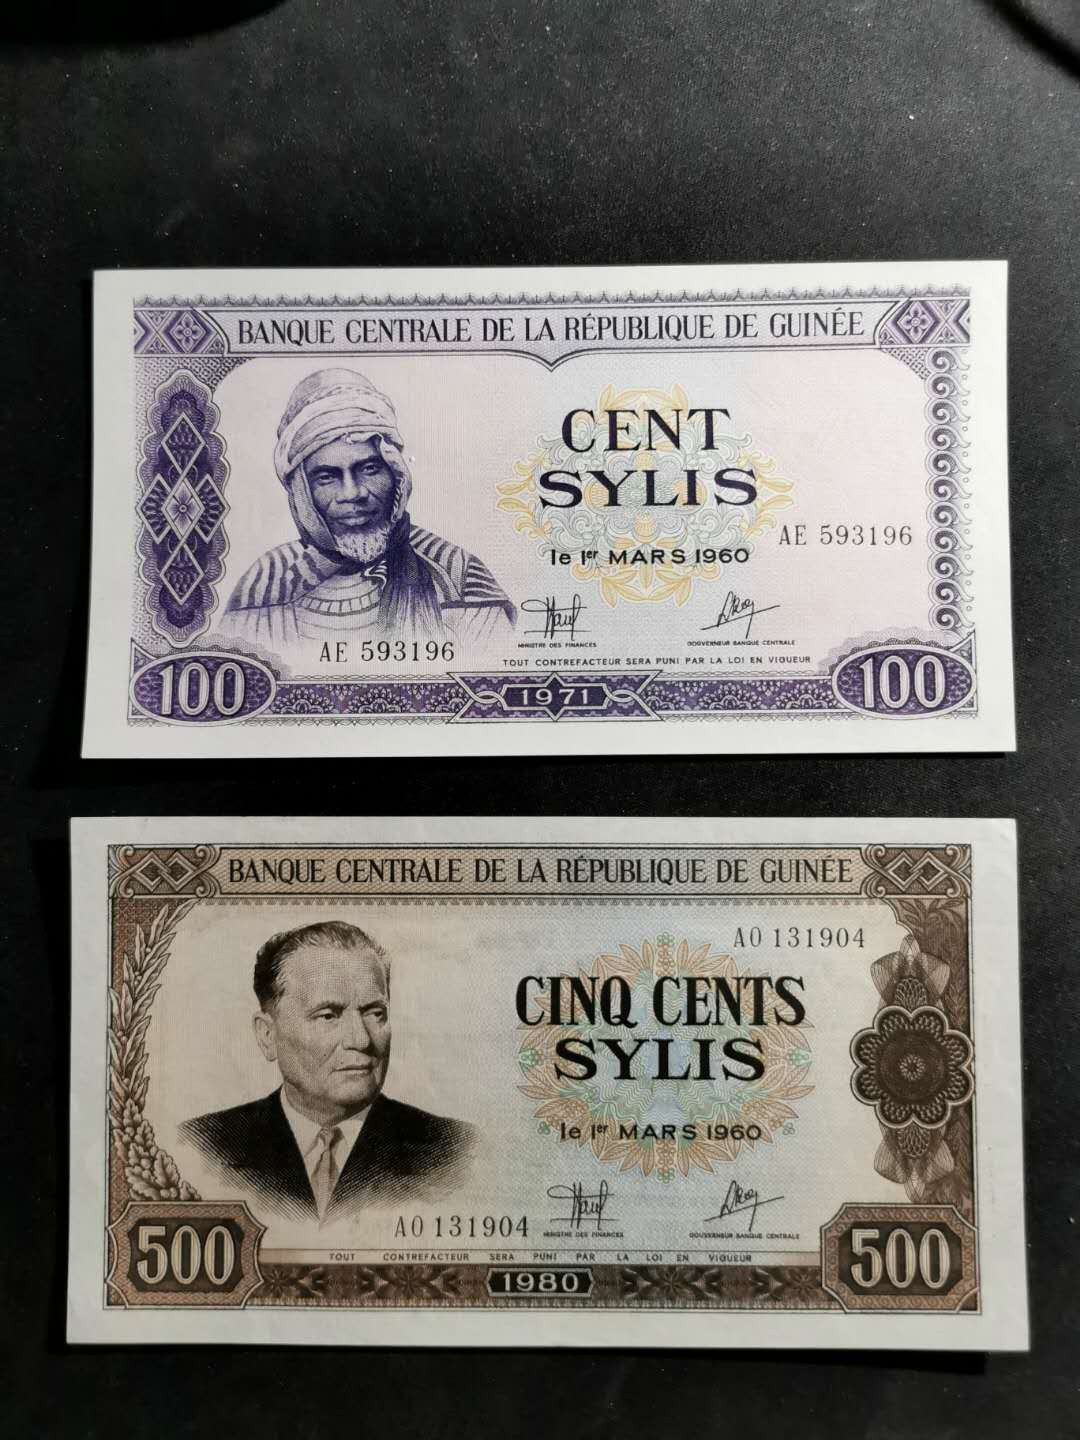 BANQUE CENTRALE DE LA RÉPUBLIQUE DE GUINÉE
CENT
SYLIS
AE 593196
le 1er MARS 1960
MINISTRE DES FINANCES
GOUVERNEUR BANQUE CENTRALE
AE 593196
TOUT CONTREFACTEUR SERA PUNI PAR LA LOI EN VIGUEUR
100
1971
100
BANQUE CENTRALE DE LA RÉPUBLIQUE DE GUINÉE
AO 131904
CINQ CENTS
SYLIS
le 1er MARS 1960
AO 131904
MINISTRE DES FINANCES
GOUVERNEUR BANQUE CENTRALE
500
TOUT CONTREFACTEUR SERA PUNI PAR LA LOI EN VIGUEUR
1980
500